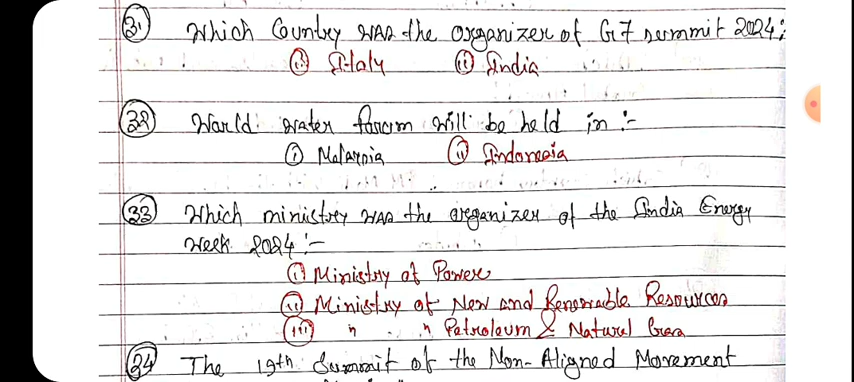 31 Which Country was the organizer of G7 summit 2024:
(i) Italy (ii) India
32 World water forum will be held in :-
(i) Malaysia (ii) Indonesia
33 Which ministry was the organizer of the India Energy
Week 2024 :-
(i) Ministry of Power
(ii) Ministry of New and Renewable Resources
(iii) " " Petroleum & Natural Gas
34 The 19th Summit of the Non-Aligned Movement